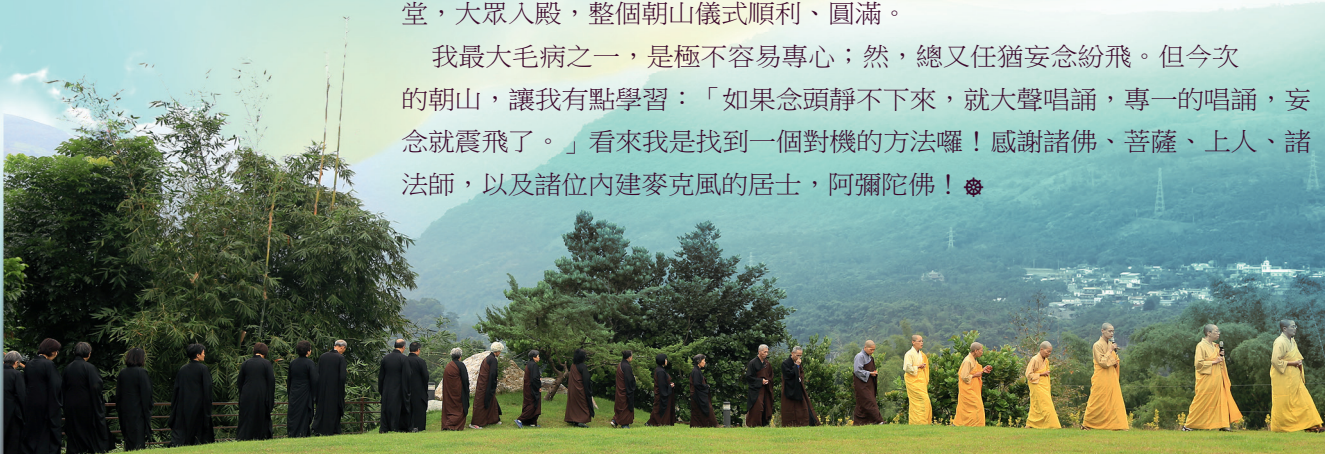 堂，大眾入殿，整個朝山儀式順利、圓滿。
我最大毛病之一，是極不容易專心；然，總又任猶妄念紛飛。但今次
的朝山，讓我有點學習：「如果念頭靜不下來，就大聲唱誦，專一的唱誦，妄
念就震飛了。」看來我是找到一個對機的方法囉！感謝諸佛、菩薩、上人、諸
法師，以及諸位內建麥克風的居士，阿彌陀佛！